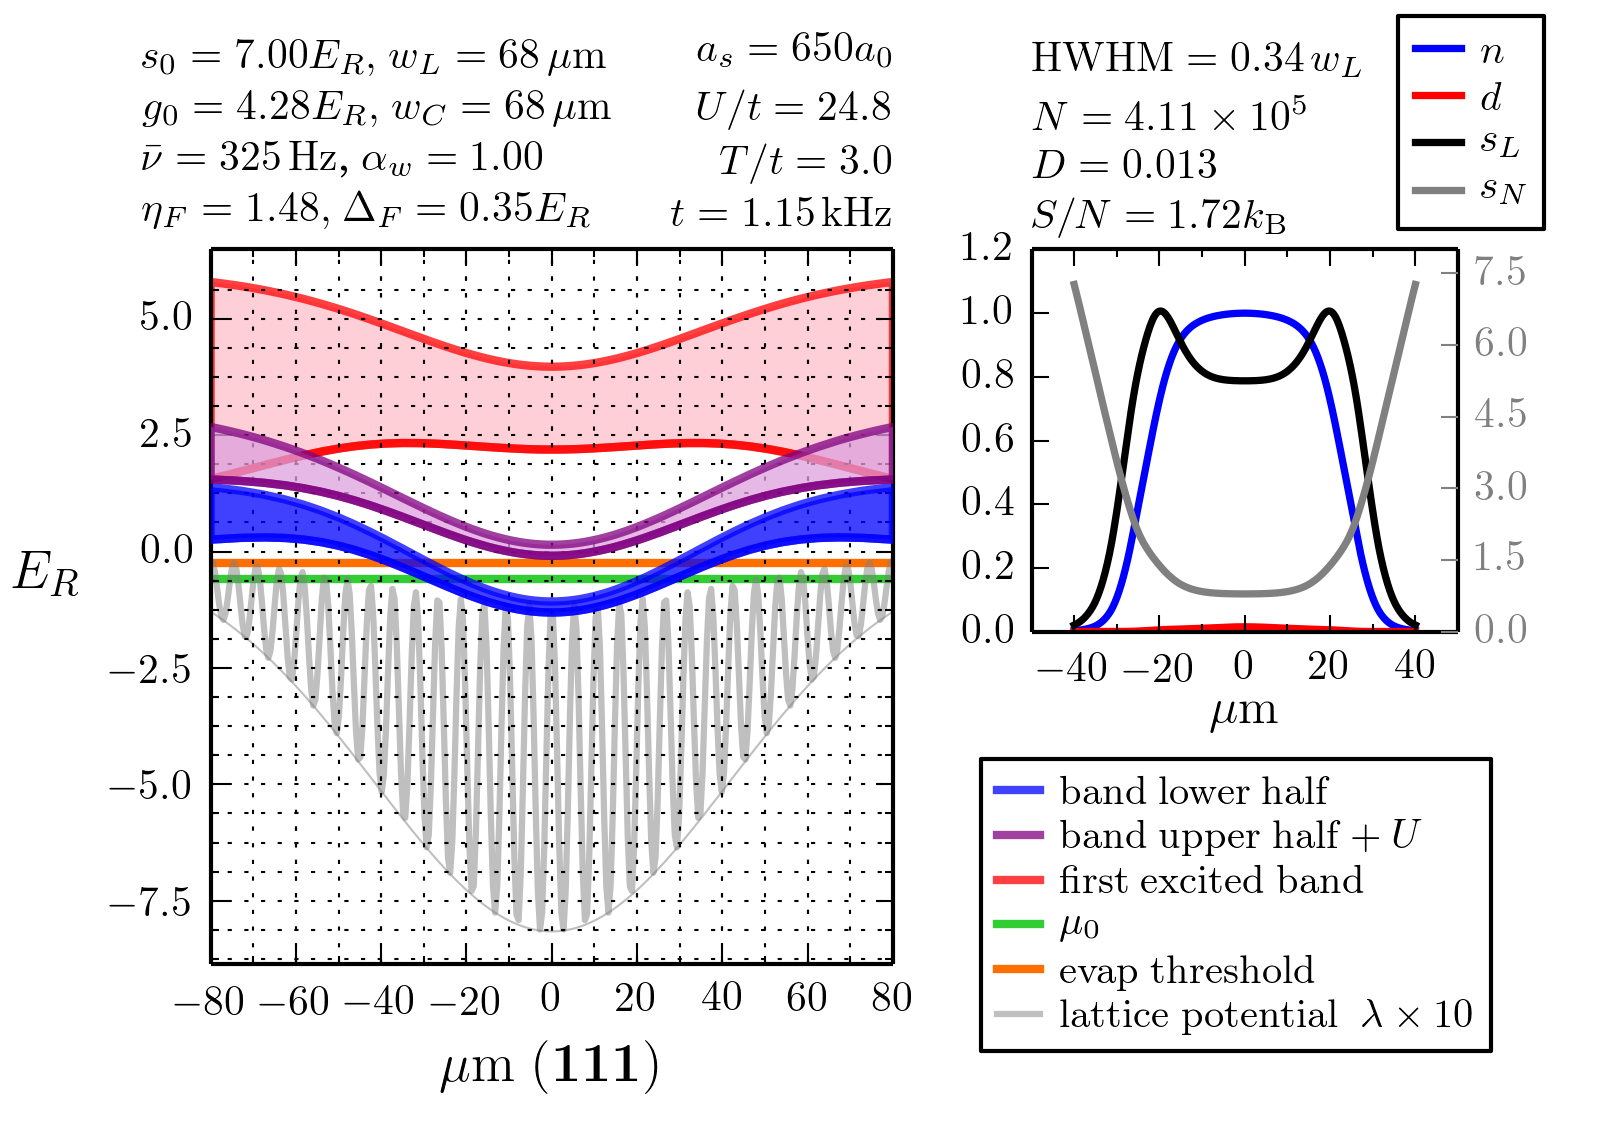 s₀ = 7.00E_R, w_L = 68 μm
g₀ = 4.28E_R, w_C = 68 μm
ν̄ = 325 Hz, α_w = 1.00
η_F = 1.48, Δ_F = 0.35E_R
a_s = 650a₀
U/t = 24.8
T/t = 3.0
t = 1.15 kHz
HWHM = 0.34 w_L
N = 4.11 × 10⁵
D = 0.013
S/N = 1.72k_B
n
d
s_L
s_N
E_R
5.0
2.5
0.0
−2.5
−5.0
−7.5
−80 −60 −40 −20 0 20 40 60 80
μm (111)
1.2
1.0
0.8
0.6
0.4
0.2
0.0
7.5
6.0
4.5
3.0
1.5
0.0
−40 −20 0 20 40
μm
band lower half
band upper half + U
first excited band
μ₀
evap threshold
lattice potential λ × 10